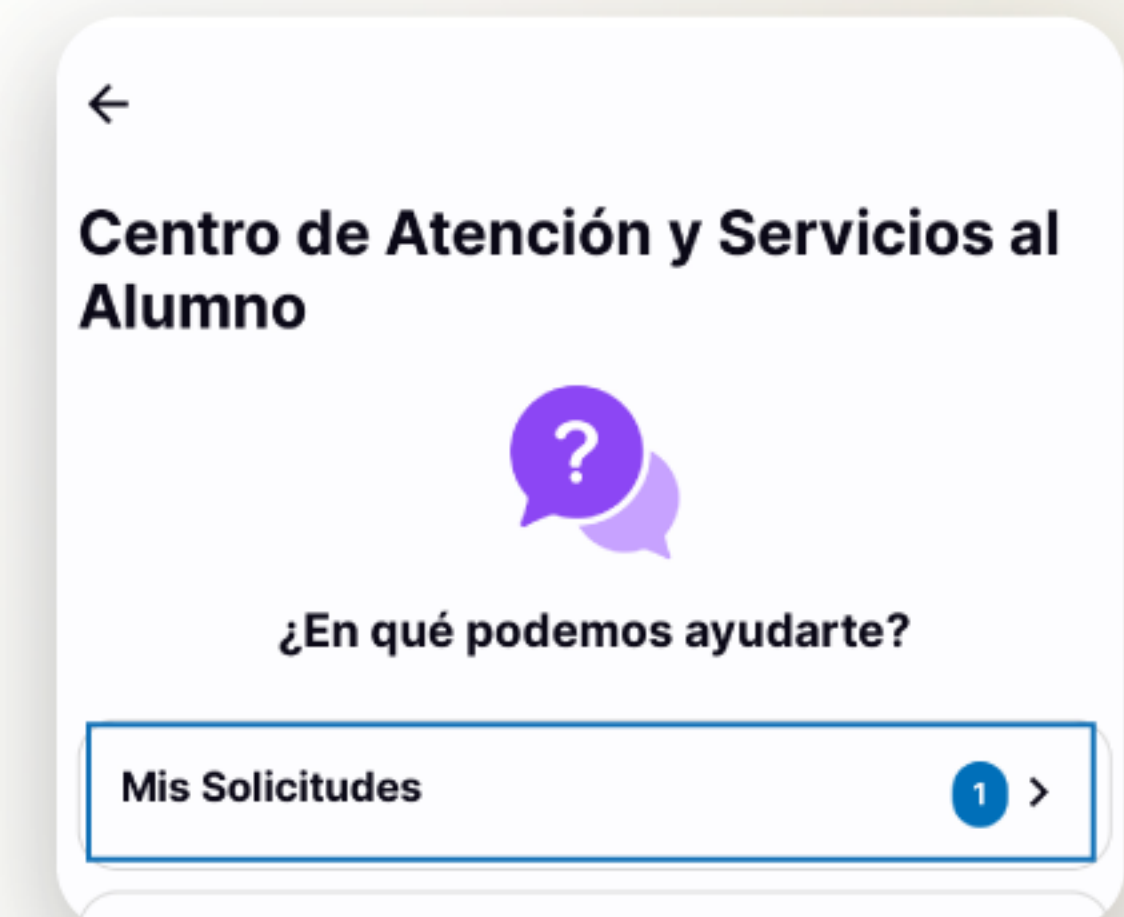 Centro de Atención y Servicios al
Alumno
?
¿En qué podemos ayudarte?
Mis Solicitudes
1